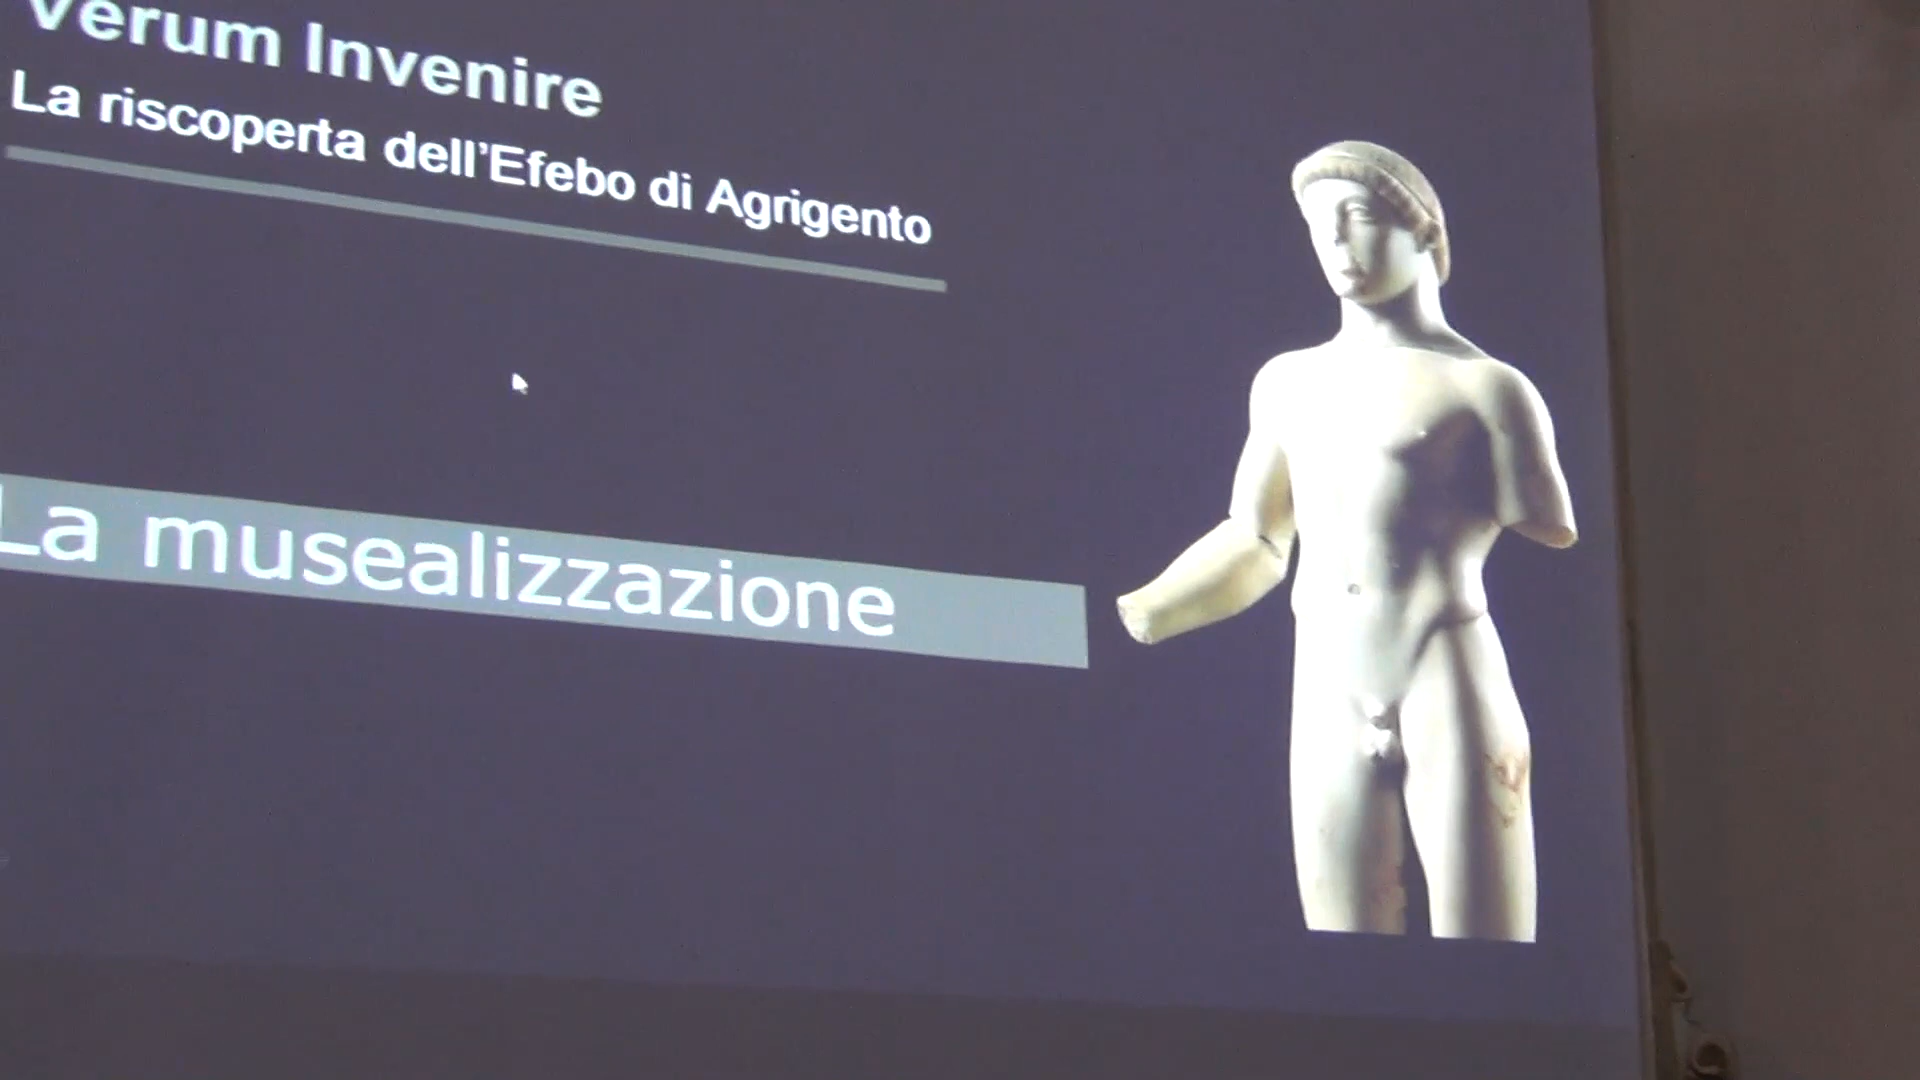 Verum Invenire
La riscoperta dell'Efebo di Agrigento
La musealizzazione